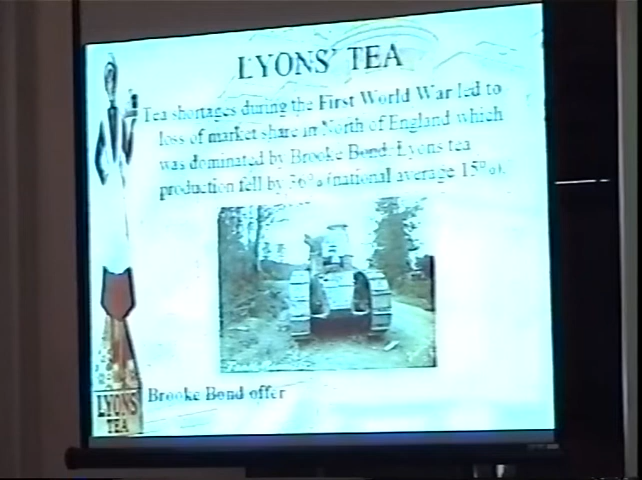 LYONS' TEA
Tea shortages during the First World War led to
loss of market share in North of England which
was dominated by Brooke Bond. Lyons tea
production fell by 36% (national average 15%).
Brooke Bond offer
LYONS
TEA